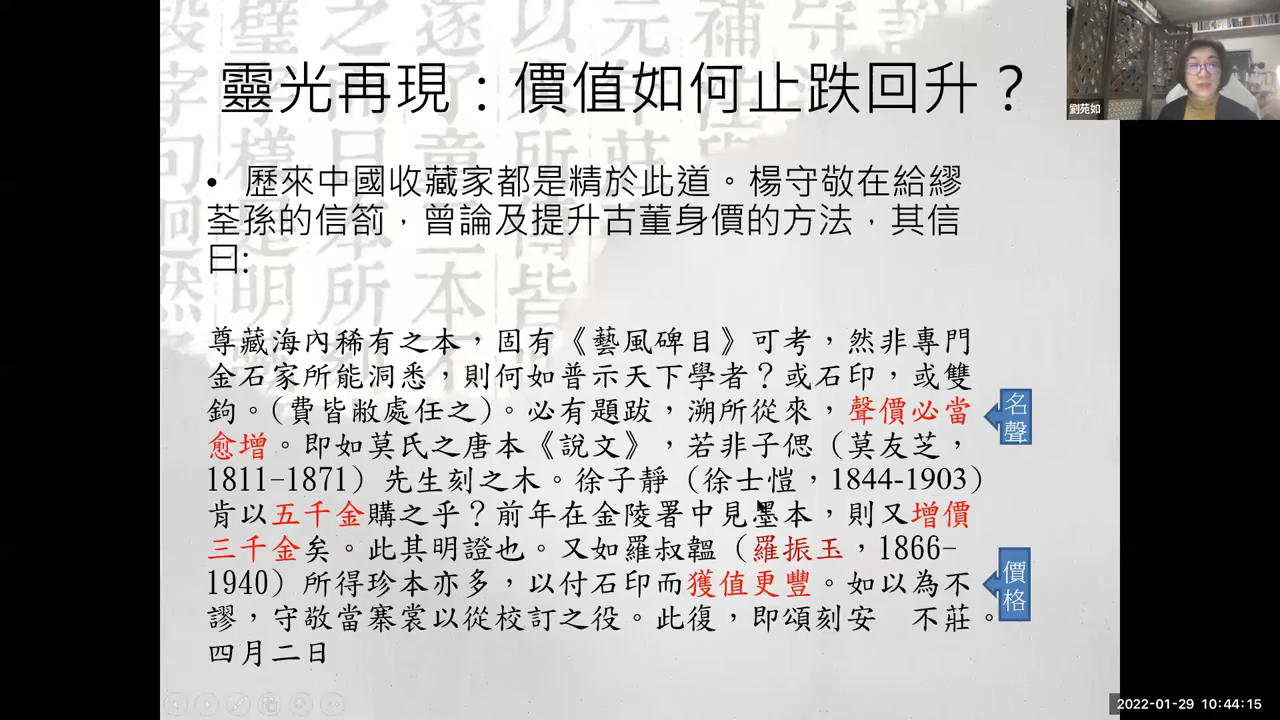 靈光再現：價值如何止跌回升？
劉苑如
• 歷來中國收藏家都是精於此道。楊守敬在給繆
荃孫的信箚，曾論及提升古董身價的方法，其信
曰:
尊藏海內稀有之本，固有《藝風碑目》可考，然非專門
金石家所能洞悉，則何如普示天下學者？或石印，或雙
鉤。(費皆敝處任之)。必有題跋，溯所從來，聲價必當
愈增。即如莫氏之唐本《說文》，若非子偲（莫友芝，
1811-1871）先生刻之木。徐子靜（徐士愷，1844-1903）
肯以五千金購之乎？前年在金陵署中見墨本，則又增價
三千金矣。此其明證也。又如羅叔韞（羅振玉，1866-
1940）所得珍本亦多，以付石印而獲值更豐。如以為不
謬，守敬當褰裳以從校訂之役。此復，即頌刻安　不莊。
四月二日
名聲
價格
2022-01-29 10:44:15